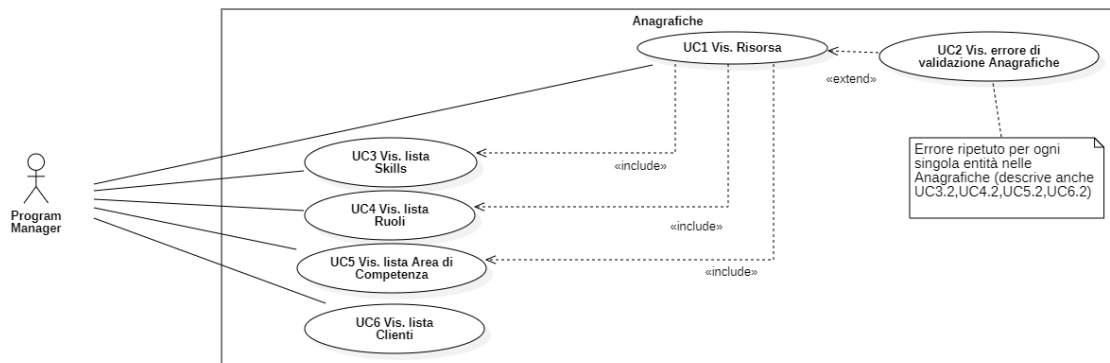 Anagrafiche
UC1 Vis. Risorsa
UC2 Vis. errore di
validazione Anagrafiche
«extend»
Errore ripetuto per ogni
singola entità nelle
Anagrafiche (descrive anche
UC3.2,UC4.2,UC5.2,UC6.2)
UC3 Vis. lista
Skills
«include»
Program
Manager
UC4 Vis. lista
Ruoli
«include»
UC5 Vis. lista Area di
Competenza
«include»
UC6 Vis. lista
Clienti